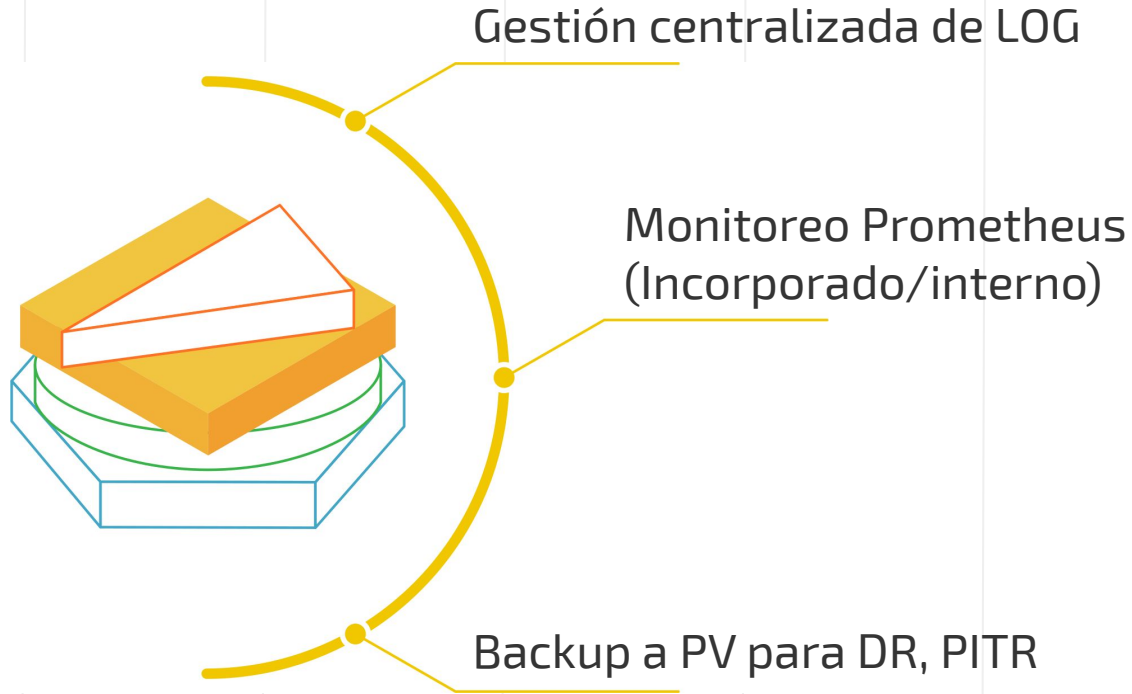 Gestión centralizada de LOG
Monitoreo Prometheus
(Incorporado/interno)
Backup a PV para DR, PITR